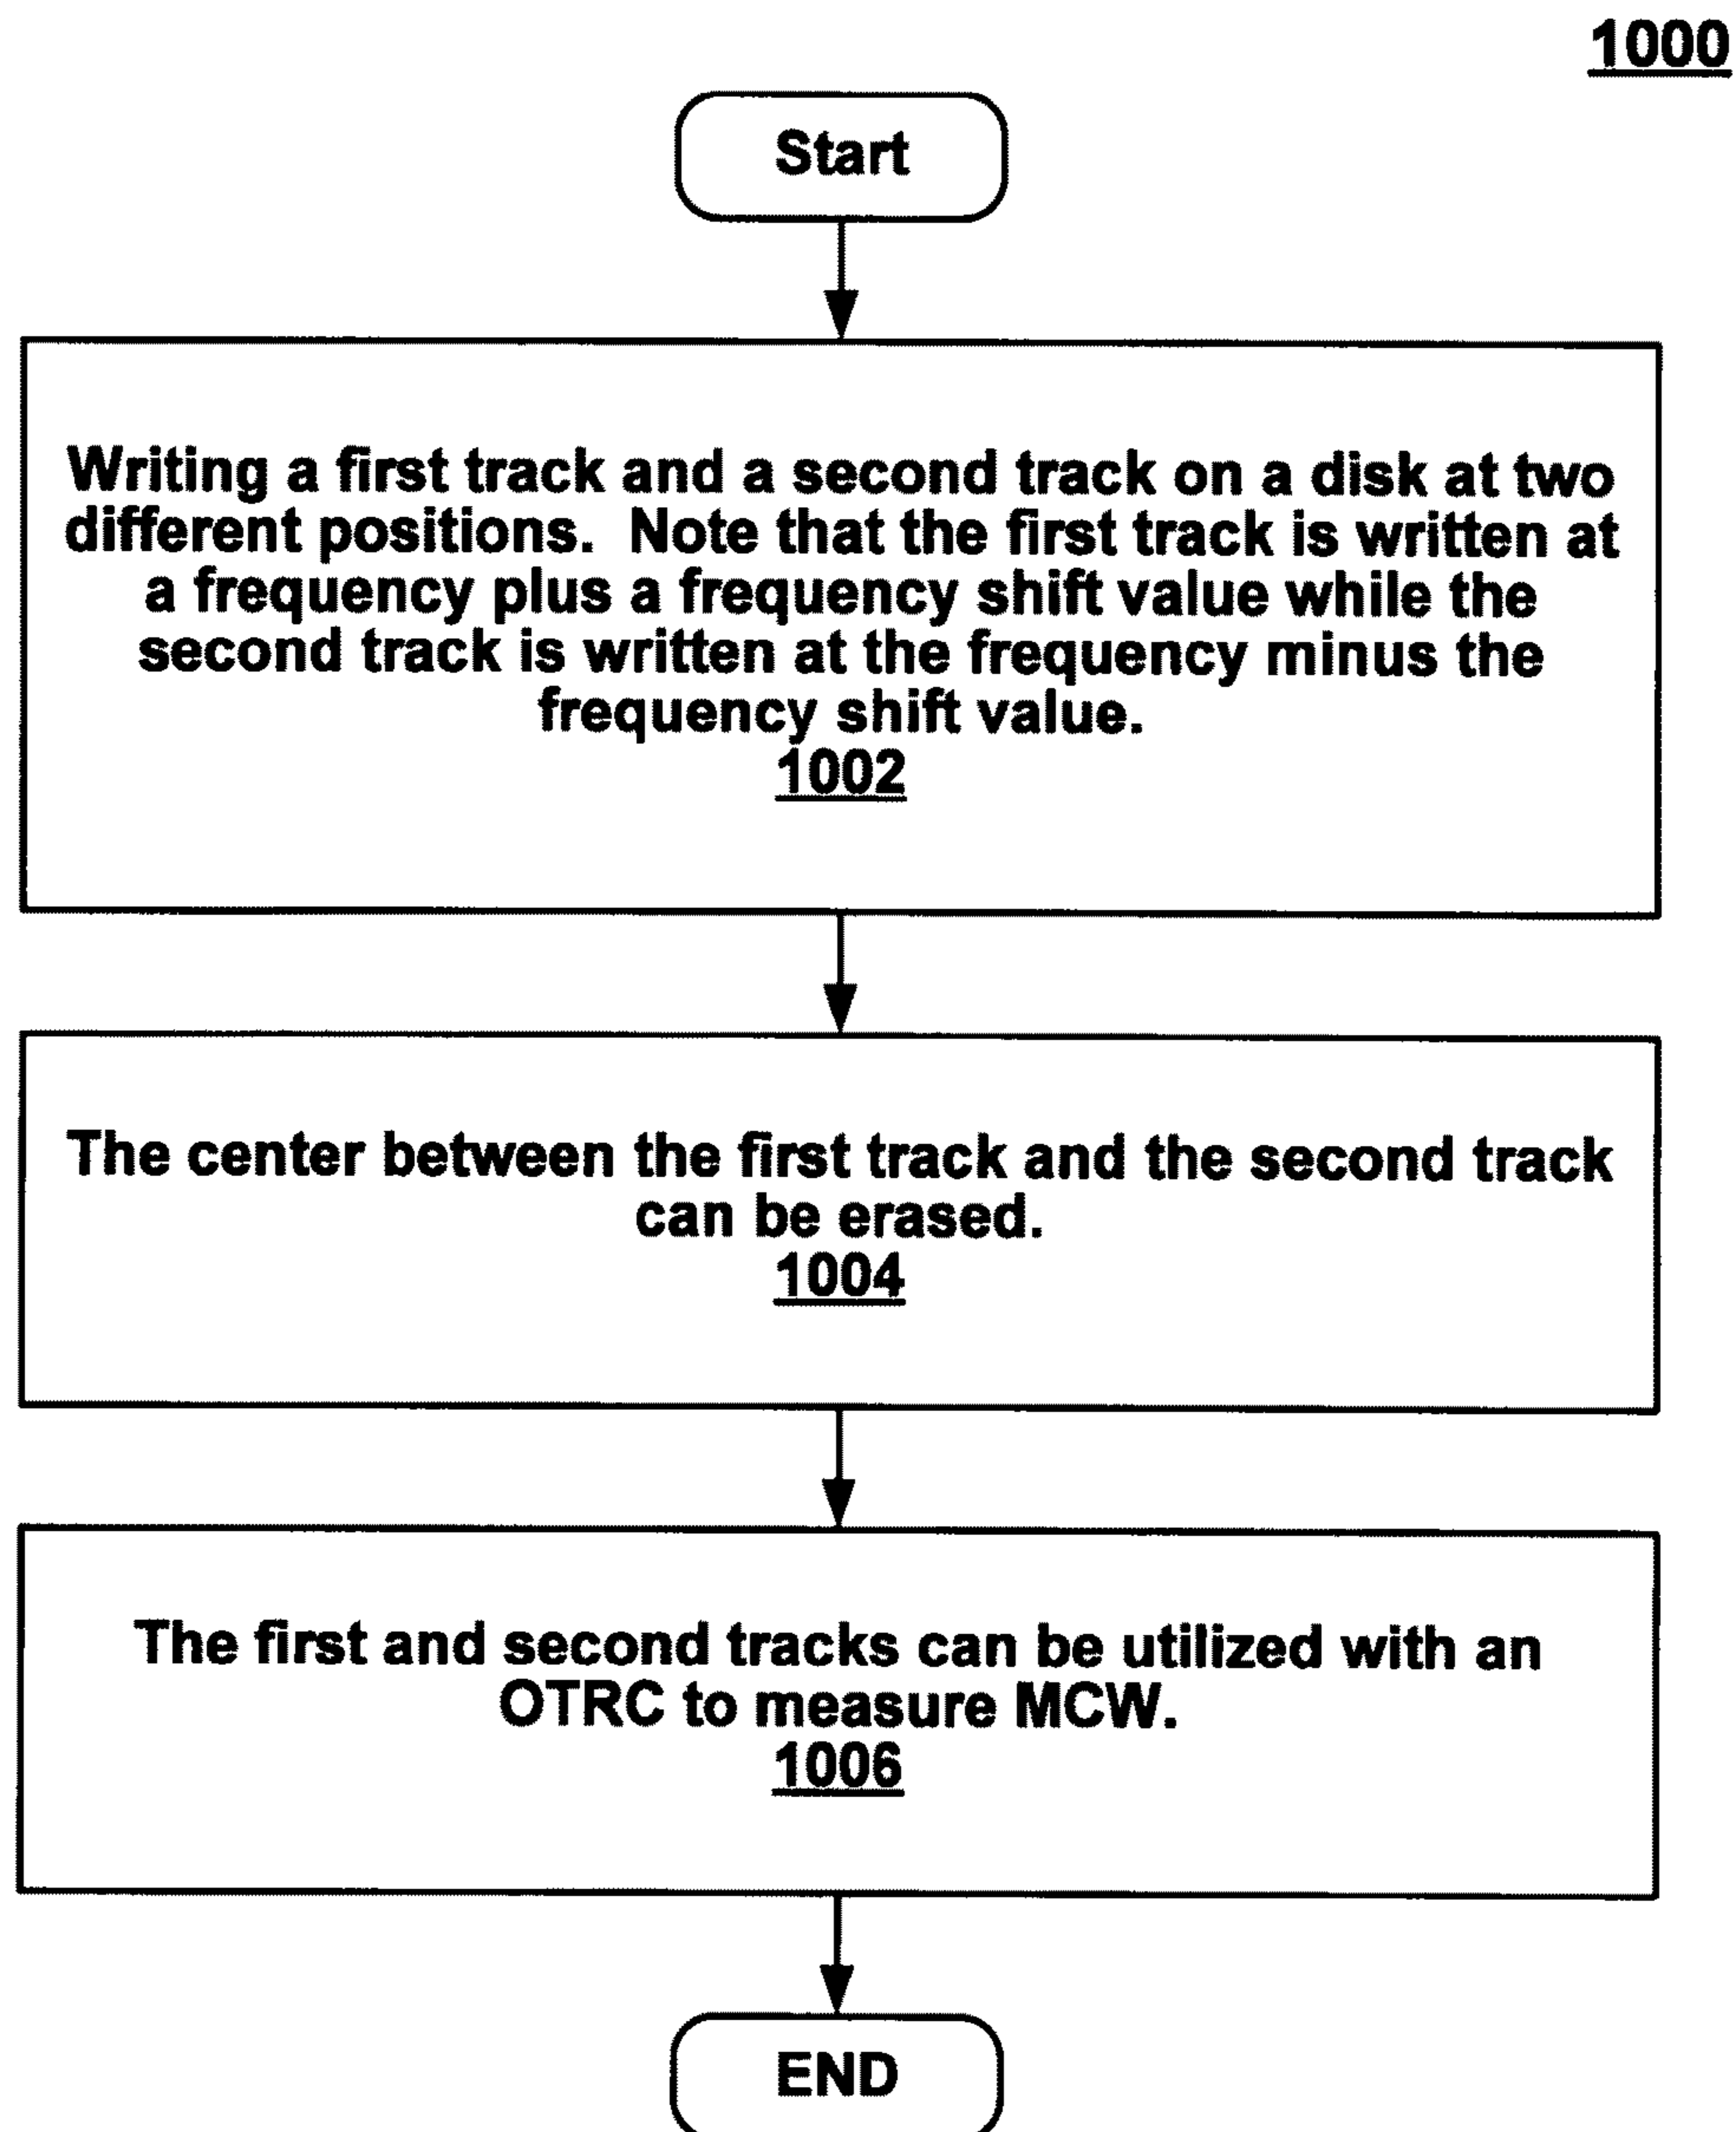 1000
Start
Writing a first track and a second track on a disk at two
different positions.  Note that the first track is written at
a frequency plus a frequency shift value while the
second track is written at the frequency minus the
frequency shift value.
1002
The center between the first track and the second track
can be erased.
1004
The first and second tracks can be utilized with an
OTRC to measure MCW.
1006
END